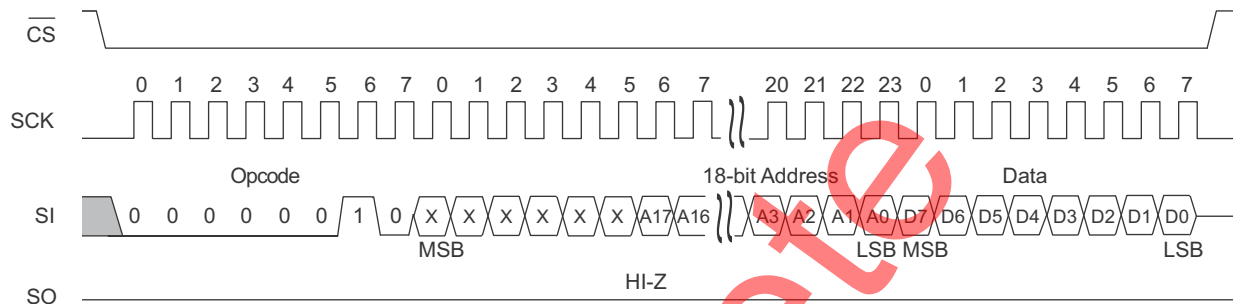 CS
0 1 2 3 4 5 6 7 0 1 2 3 4 5 6 7 20 21 22 23 0 1 2 3 4 5 6 7
SCK
Opcode 18-bit Address Data
SI 0 0 0 0 0 0 1 0 X X X X X X A17 A16 A3 A2 A1 A0 D7 D6 D5 D4 D3 D2 D1 D0
MSB LSB MSB LSB
HI-Z
SO
ete